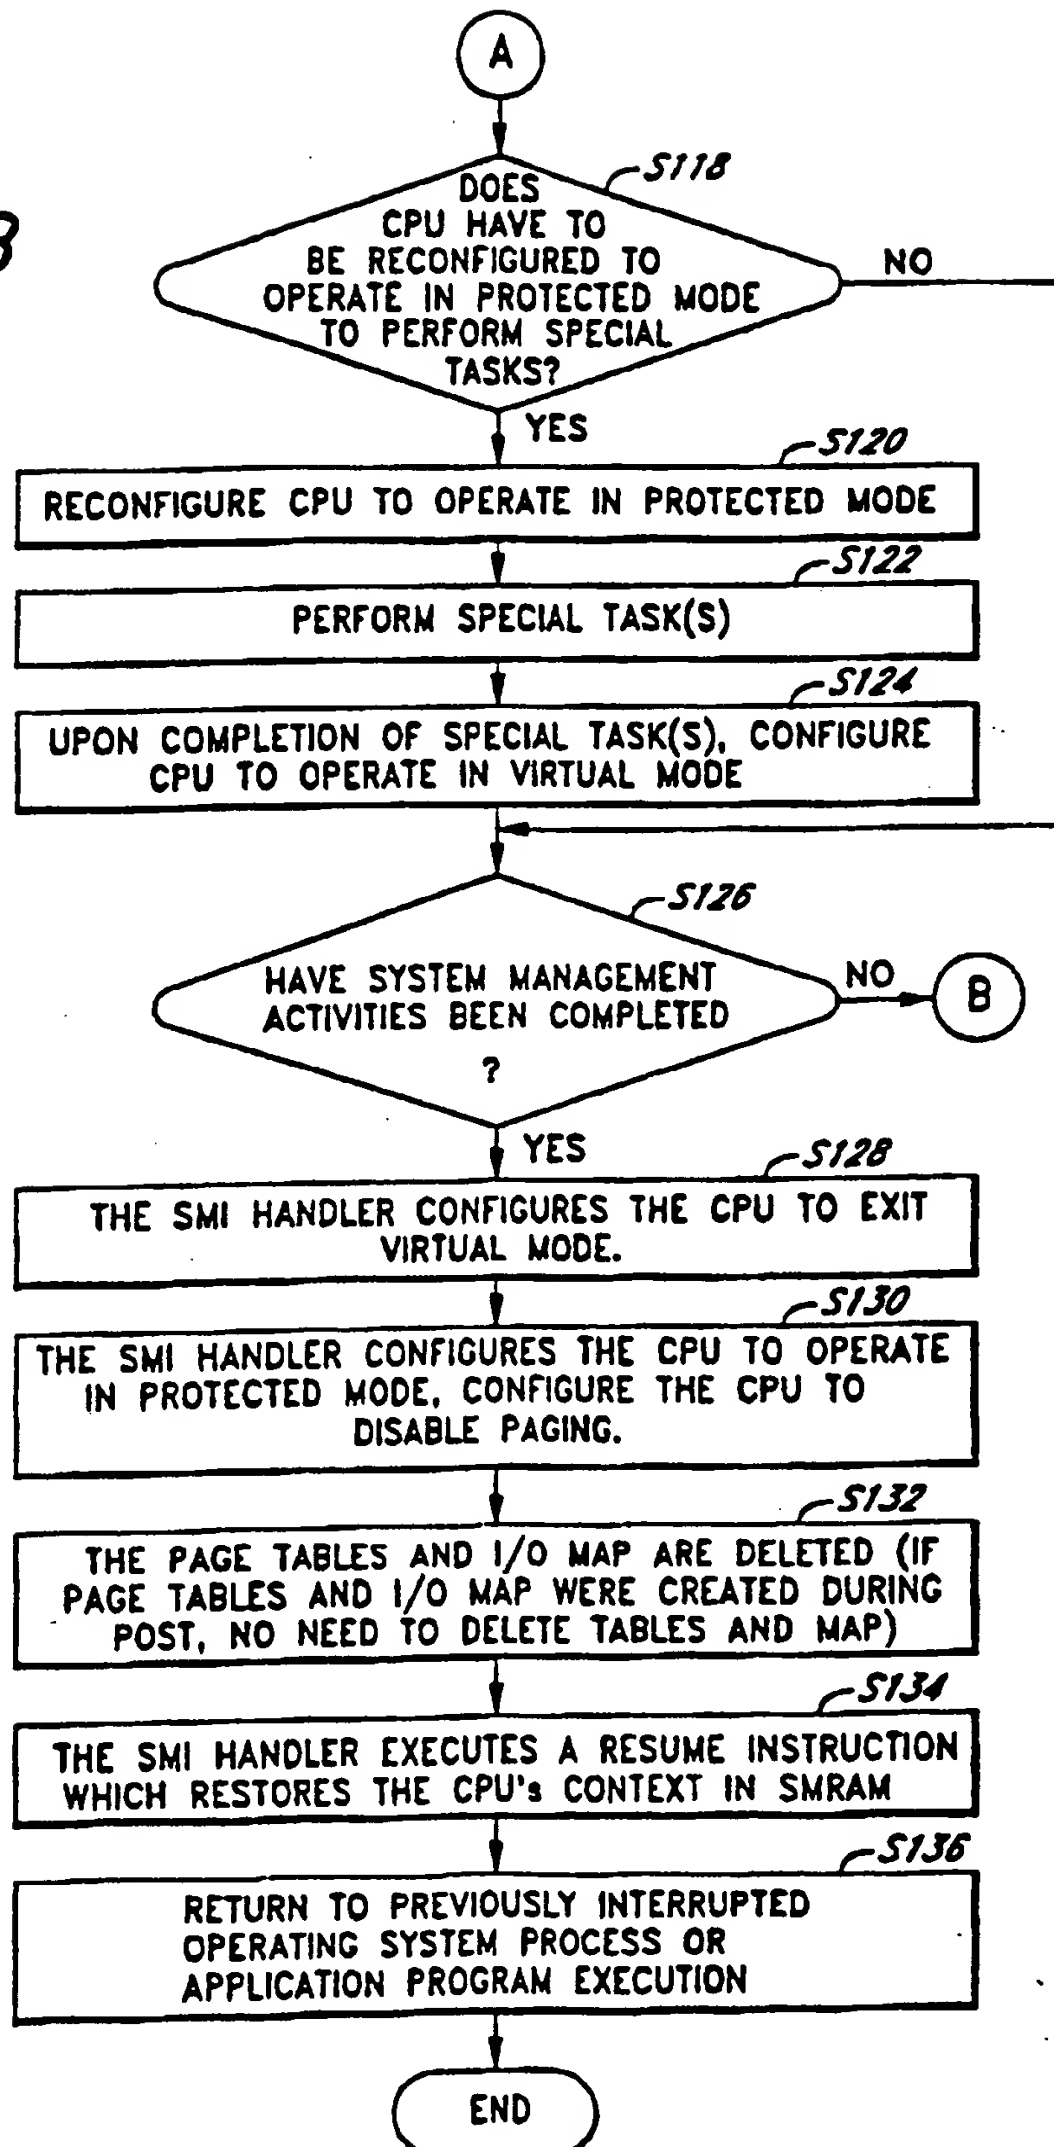 A
S118
DOES
CPU HAVE TO
BE RECONFIGURED TO
OPERATE IN PROTECTED MODE
TO PERFORM SPECIAL
TASKS?
NO
YES
S120
RECONFIGURE CPU TO OPERATE IN PROTECTED MODE
S122
PERFORM SPECIAL TASK(S)
S124
UPON COMPLETION OF SPECIAL TASK(S), CONFIGURE
CPU TO OPERATE IN VIRTUAL MODE
S126
HAVE SYSTEM MANAGEMENT
ACTIVITIES BEEN COMPLETED
?
NO
B
YES
S128
THE SMI HANDLER CONFIGURES THE CPU TO EXIT
VIRTUAL MODE.
S130
THE SMI HANDLER CONFIGURES THE CPU TO OPERATE
IN PROTECTED MODE, CONFIGURE THE CPU TO
DISABLE PAGING.
S132
THE PAGE TABLES AND I/O MAP ARE DELETED (IF
PAGE TABLES AND I/O MAP WERE CREATED DURING
POST, NO NEED TO DELETE TABLES AND MAP)
S134
THE SMI HANDLER EXECUTES A RESUME INSTRUCTION
WHICH RESTORES THE CPU's CONTEXT IN SMRAM
S136
RETURN TO PREVIOUSLY INTERRUPTED
OPERATING SYSTEM PROCESS OR
APPLICATION PROGRAM EXECUTION
END